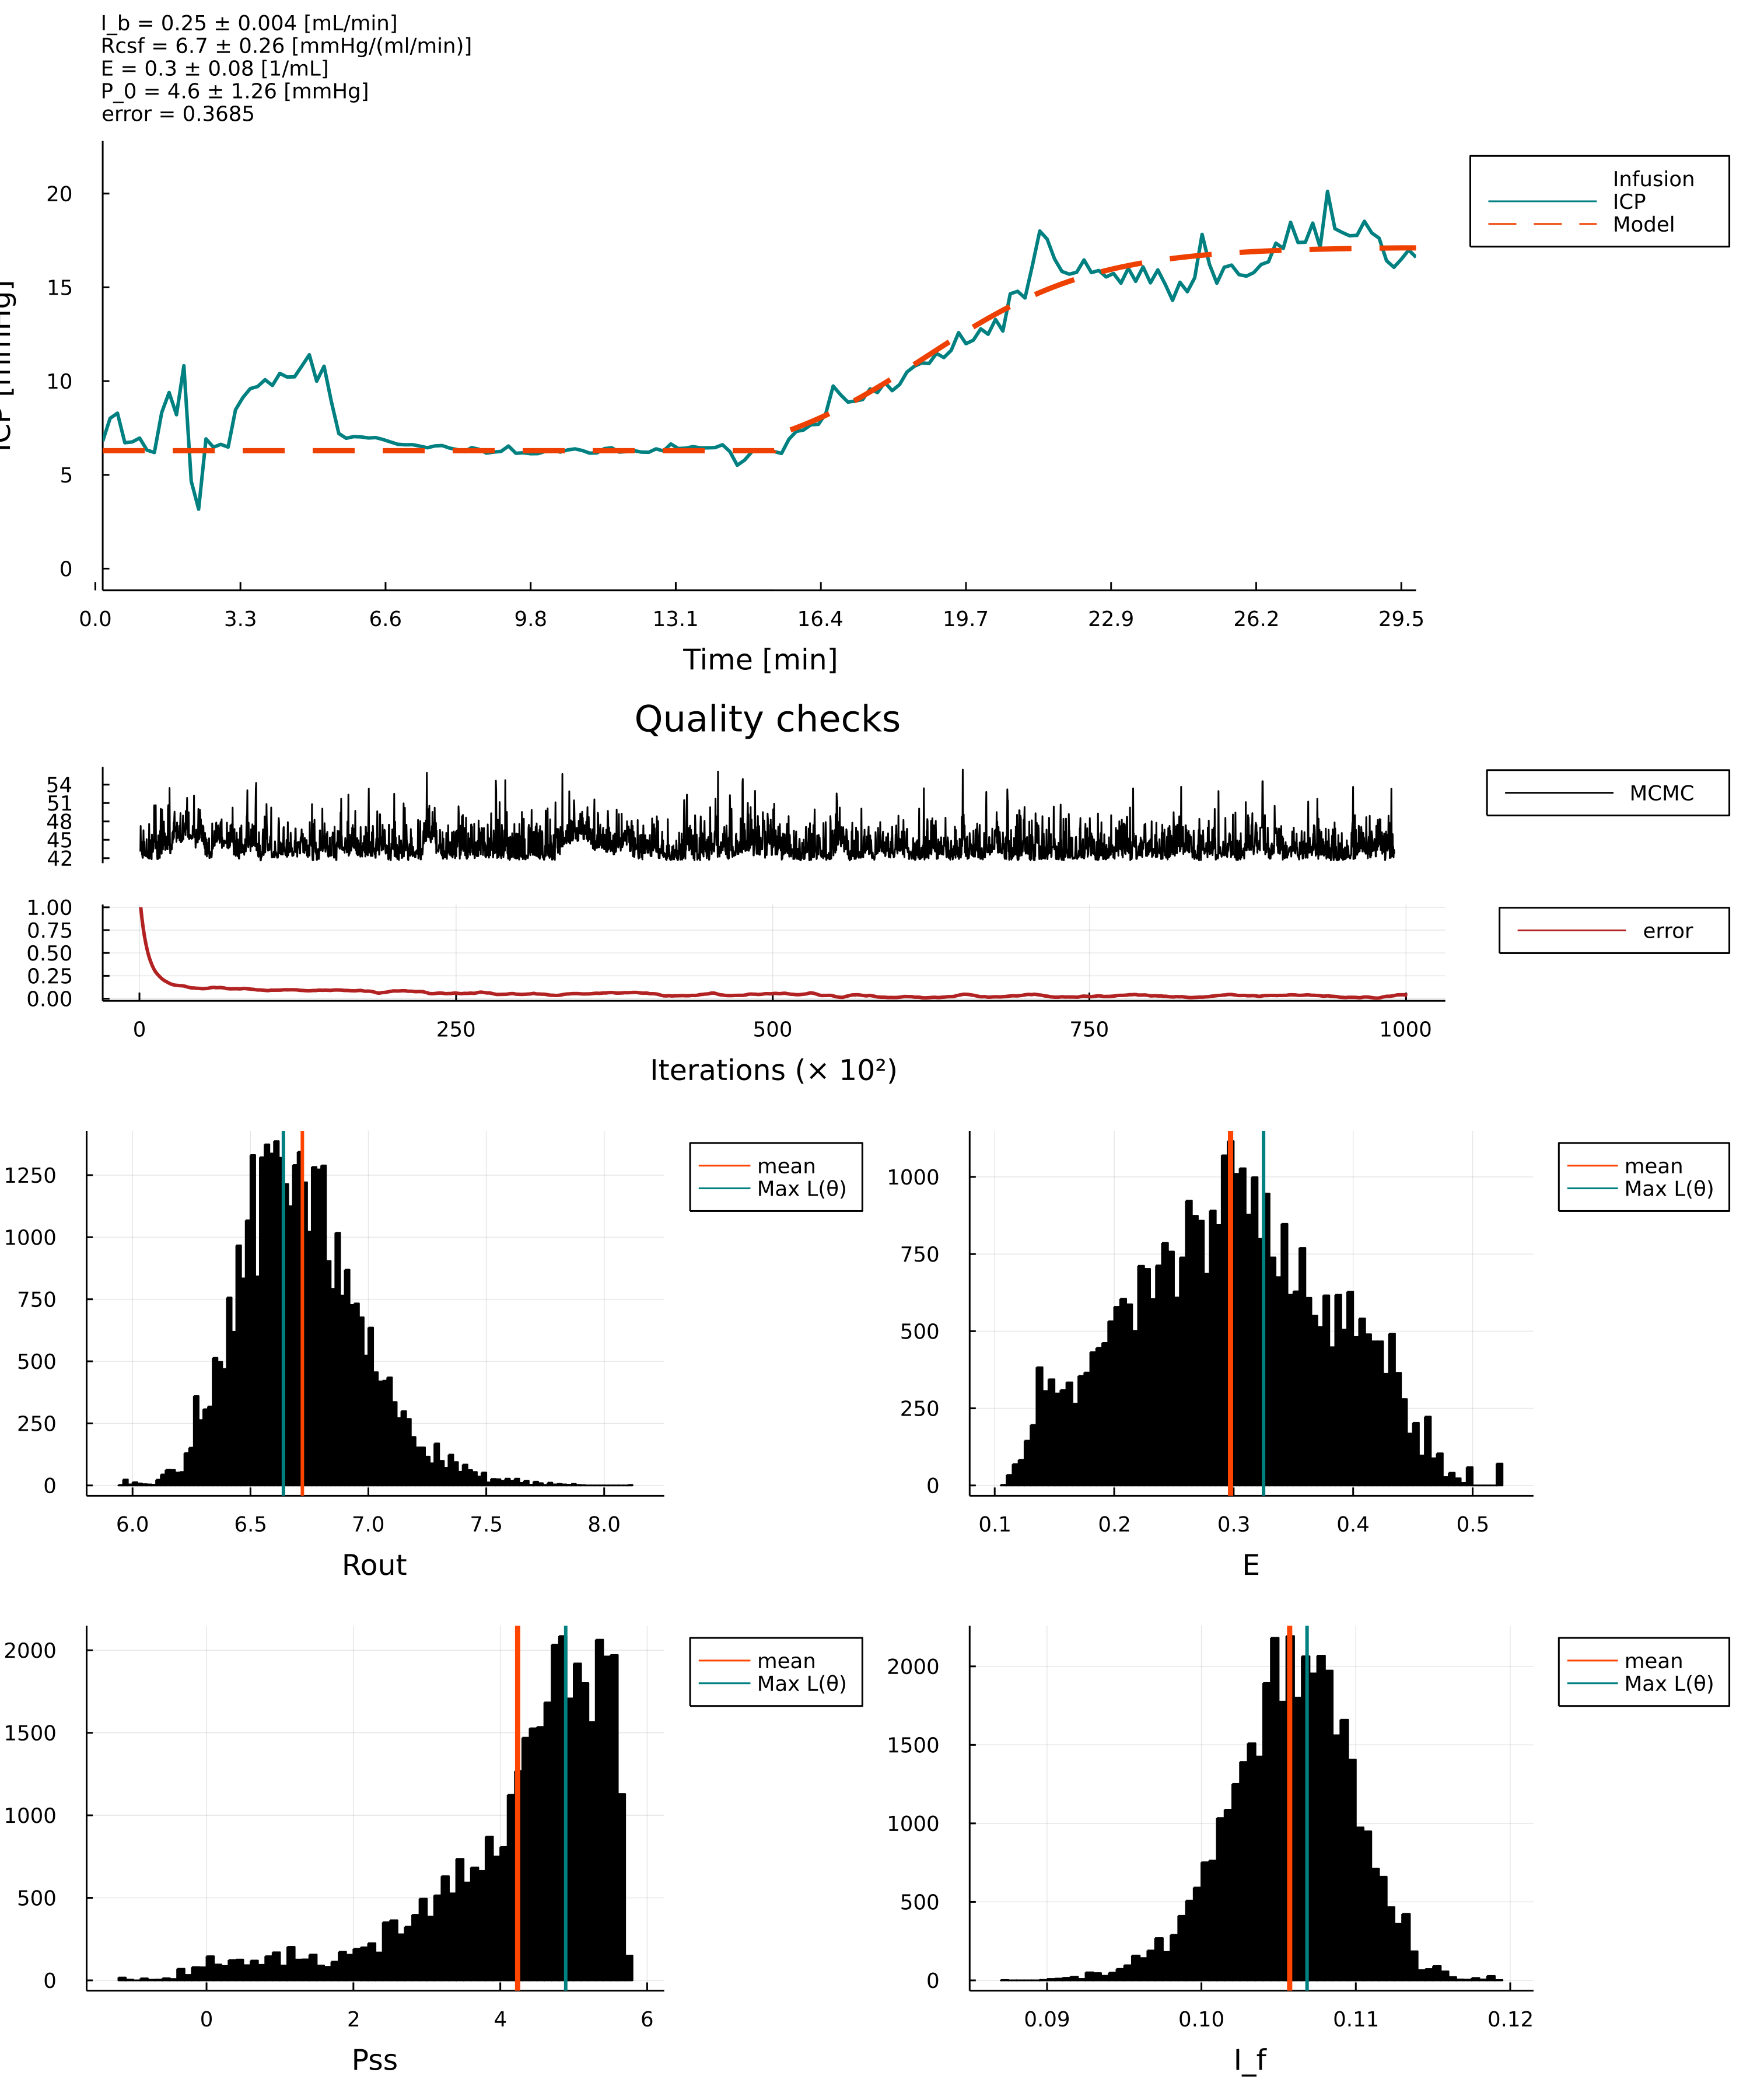 I_b = 0.25 ± 0.004 [mL/min]
Rcsf = 6.7 ± 0.26 [mmHg/(ml/min)]
E = 0.3 ± 0.08 [1/mL]
P_0 = 4.6 ± 1.26 [mmHg]
error = 0.3685
ICP [mmHg]
20
15
10
5
0
0.0 3.3 6.6 9.8 13.1 16.4 19.7 22.9 26.2 29.5
Time [min]
Infusion
ICP
Model
Quality checks
54
51
48
45
42
MCMC
1.00
0.75
0.50
0.25
0.00
error
0 250 500 750 1000
Iterations (× 10²)
1250
1000
750
500
250
0
6.0 6.5 7.0 7.5 8.0
Rout
mean
Max L(θ)
1000
750
500
250
0
0.1 0.2 0.3 0.4 0.5
E
mean
Max L(θ)
2000
1500
1000
500
0
0 2 4 6
Pss
mean
Max L(θ)
2000
1500
1000
500
0
0.09 0.10 0.11 0.12
I_f
mean
Max L(θ)